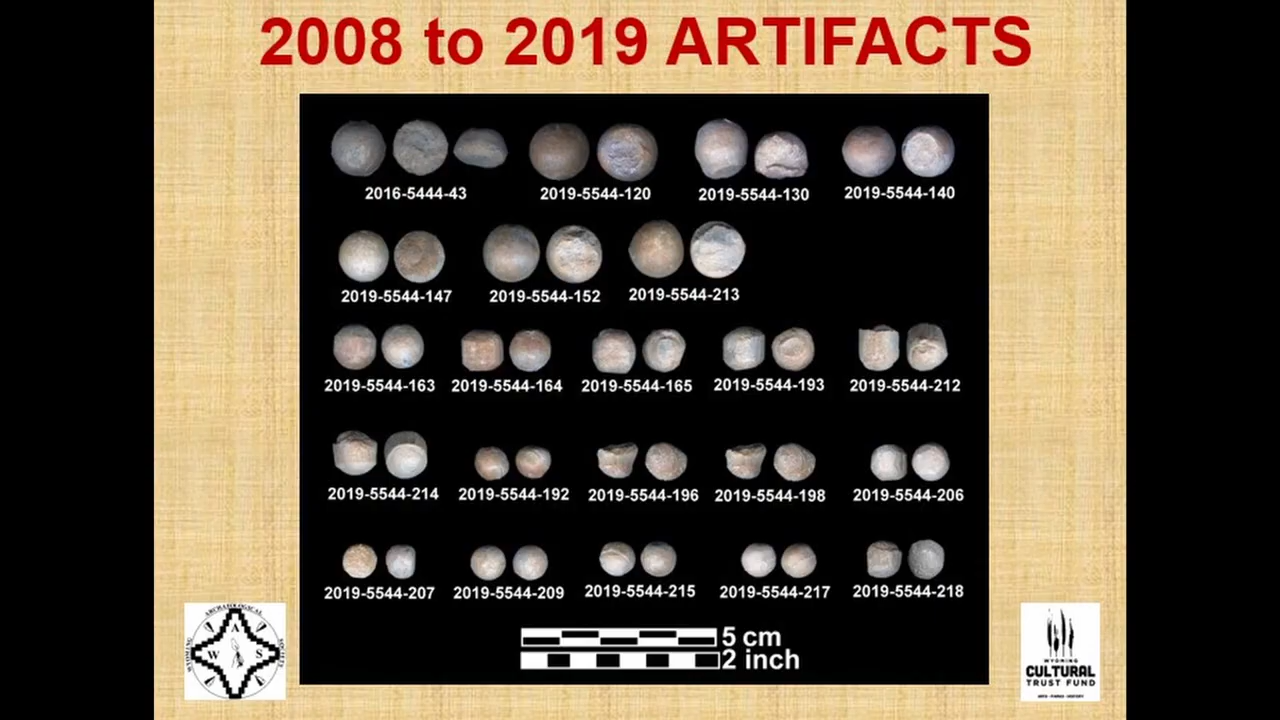 2008 to 2019 ARTIFACTS
2016-5444-43 2019-5544-120 2019-5544-130 2019-5544-140
2019-5544-147 2019-5544-152 2019-5544-213
2019-5544-163 2019-5544-164 2019-5544-165 2019-5544-193 2019-5544-212
2019-5544-214 2019-5544-192 2019-5544-196 2019-5544-198 2019-5544-206
2019-5544-207 2019-5544-209 2019-5544-215 2019-5544-217 2019-5544-218
5 cm
2 inch
WYOMING ARCHAEOLOGICAL SOCIETY
W A S
WYOMING
CULTURAL
TRUST FUND